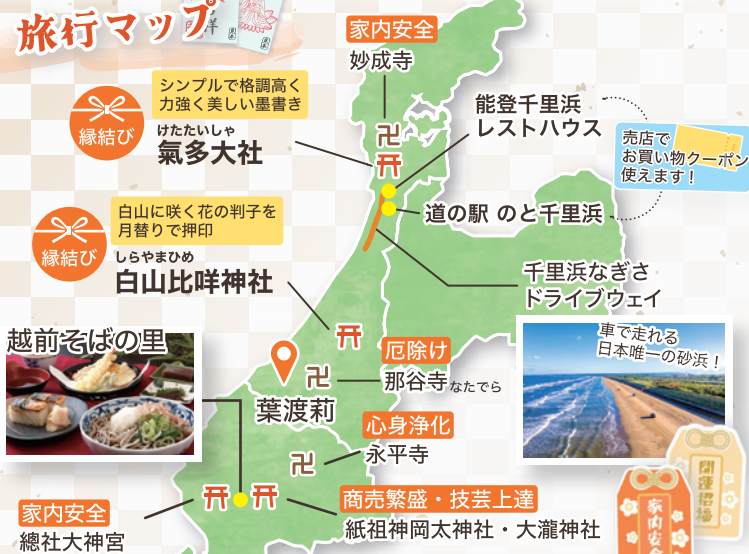 旅行マップ
家内安全
妙成寺
シンプルで格調高く
力強く美しい墨書き
縁結び
けたたいしゃ
氣多大社
能登千里浜
レストハウス
売店で
お買い物クーポン
使えます！
道の駅 のと千里浜
白山に咲く花の判子を
月替りで押印
縁結び
しらやまひめ
白山比咩神社
千里浜なぎさ
ドライブウェイ
車で走れる
日本唯一の砂浜！
越前そばの里
厄除け
那谷寺なたでら
葉渡莉
心身浄化
永平寺
家内安全
總社大神宮
商売繁盛・技芸上達
紙祖神岡太神社・大瀧神社
開運招福
家内安